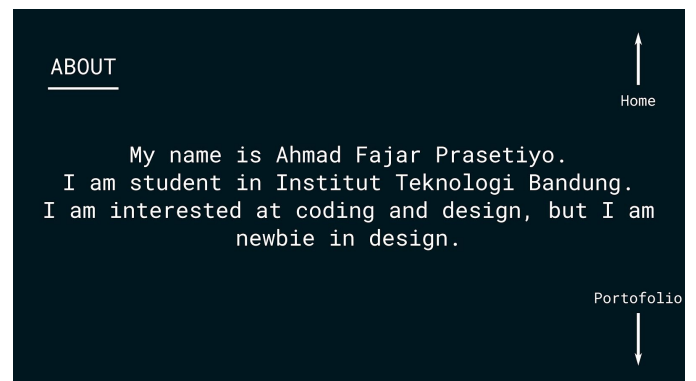 ABOUT
Home
My name is Ahmad Fajar Prasetiyo.
I am student in Institut Teknologi Bandung.
I am interested at coding and design, but I am
newbie in design.
Portofolio